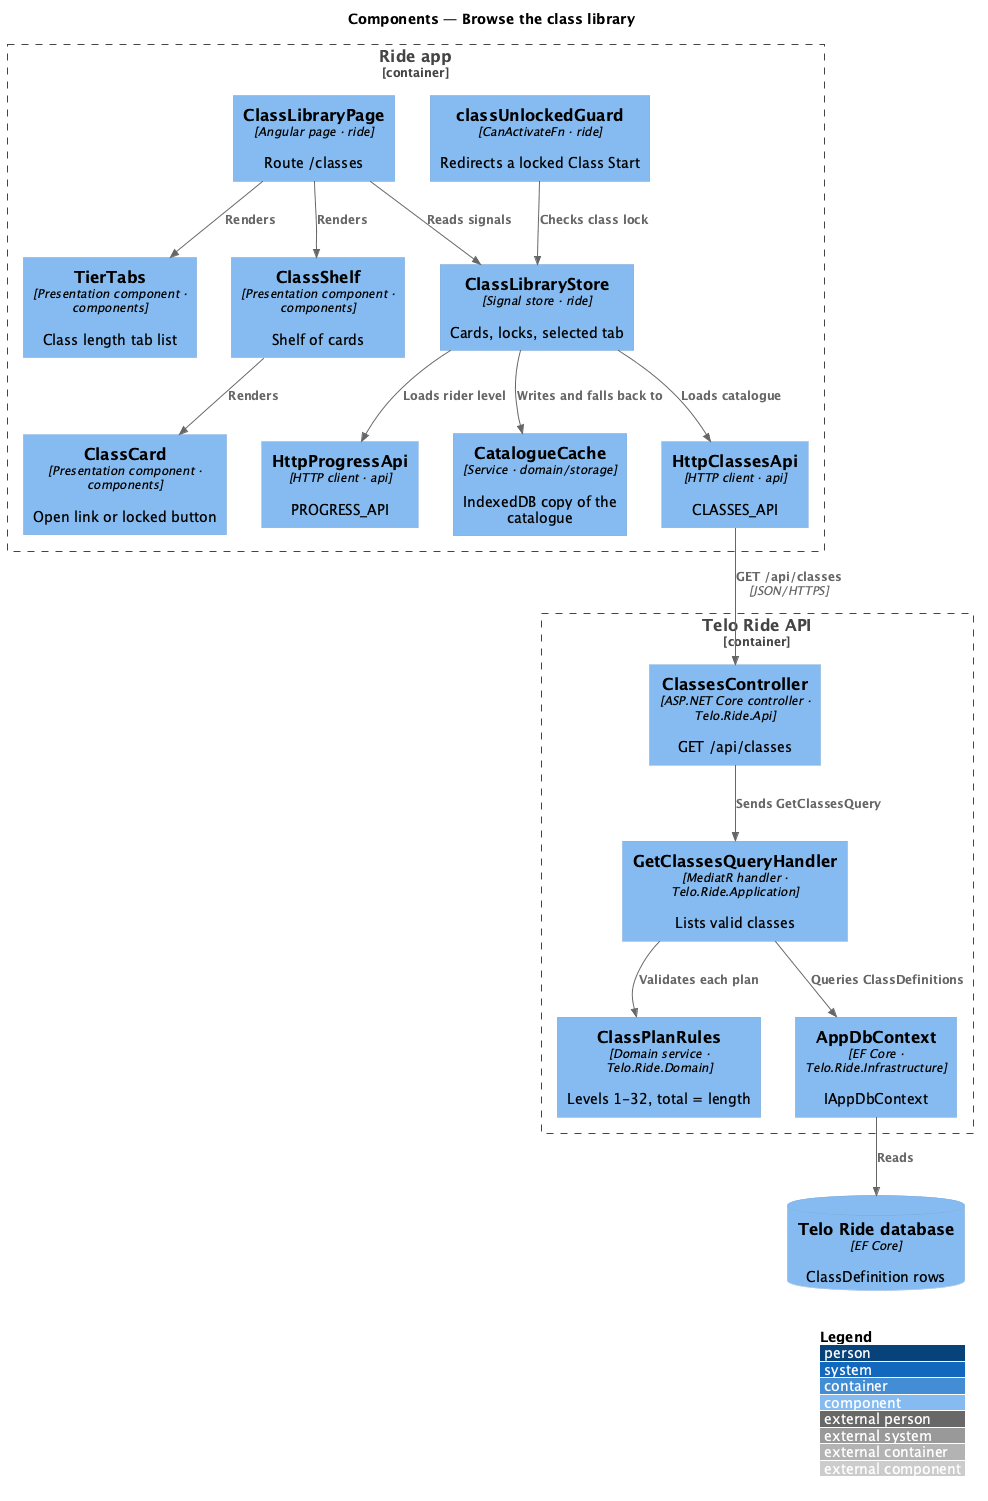 Components — Browse the class library
Ride app
[container]
ClassLibraryPage
[Angular page · ride]
Route /classes
classUnlockedGuard
[CanActivateFn · ride]
Redirects a locked Class Start
Renders
Renders
Reads signals
Checks class lock
TierTabs
[Presentation component ·
components]
Class length tab list
ClassShelf
[Presentation component ·
components]
Shelf of cards
ClassLibraryStore
[Signal store · ride]
Cards, locks, selected tab
Renders
Loads rider level
Writes and falls back to
Loads catalogue
ClassCard
[Presentation component ·
components]
Open link or locked button
HttpProgressApi
[HTTP client · api]
PROGRESS_API
CatalogueCache
[Service · domain/storage]
IndexedDB copy of the
catalogue
HttpClassesApi
[HTTP client · api]
CLASSES_API
GET /api/classes
[JSON/HTTPS]
Telo Ride API
[container]
ClassesController
[ASP.NET Core controller ·
Telo.Ride.Api]
GET /api/classes
Sends GetClassesQuery
GetClassesQueryHandler
[MediatR handler ·
Telo.Ride.Application]
Lists valid classes
Validates each plan
Queries ClassDefinitions
ClassPlanRules
[Domain service ·
Telo.Ride.Domain]
Levels 1–32, total = length
AppDbContext
[EF Core ·
Telo.Ride.Infrastructure]
IAppDbContext
Reads
Telo Ride database
[EF Core]
ClassDefinition rows
Legend
person
system
container
component
external person
external system
external container
external component